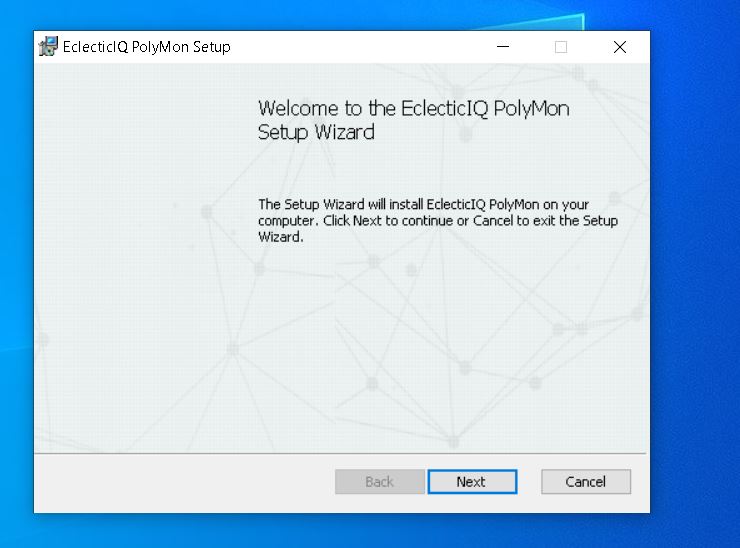 EclecticIQ PolyMon Setup
Welcome to the EclecticIQ PolyMon
Setup Wizard
The Setup Wizard will install EclecticIQ PolyMon on your
computer. Click Next to continue or Cancel to exit the Setup
Wizard.
Back
Next
Cancel